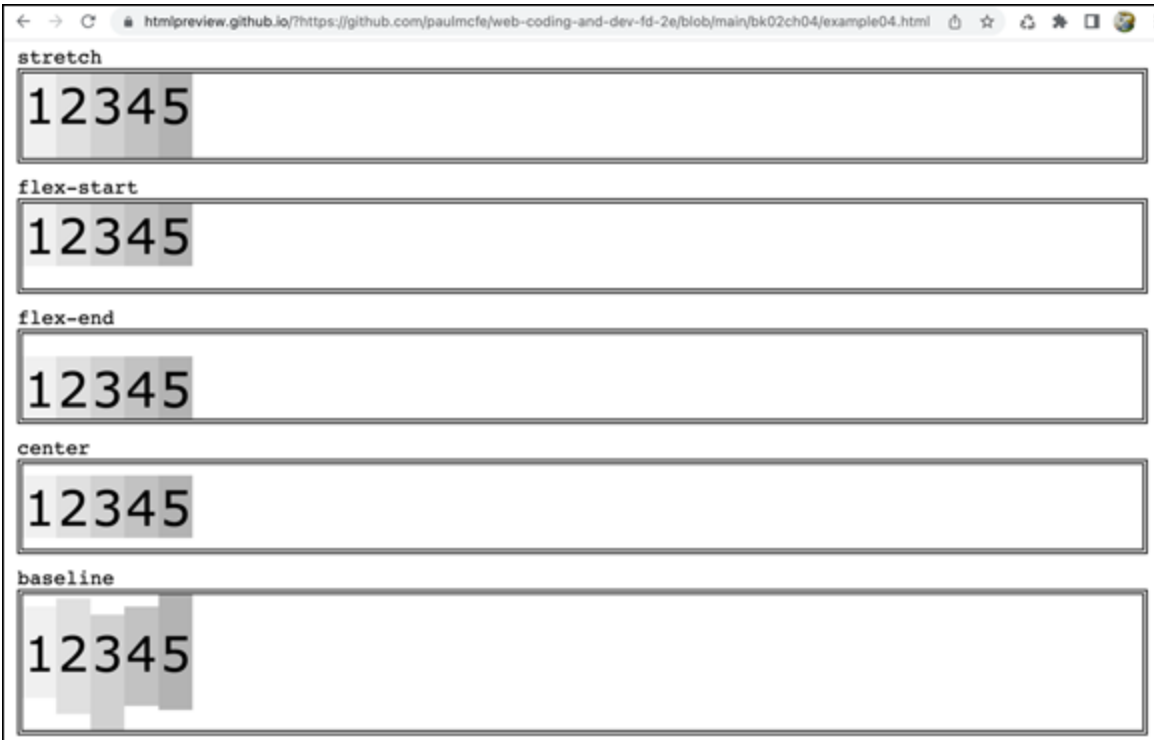 htmlpreview.github.io/?https://github.com/paulmcfe/web-coding-and-dev-fd-2e/blob/main/bk02ch04/example04.html
stretch
12345
flex-start
12345
flex-end
12345
center
12345
baseline
12345